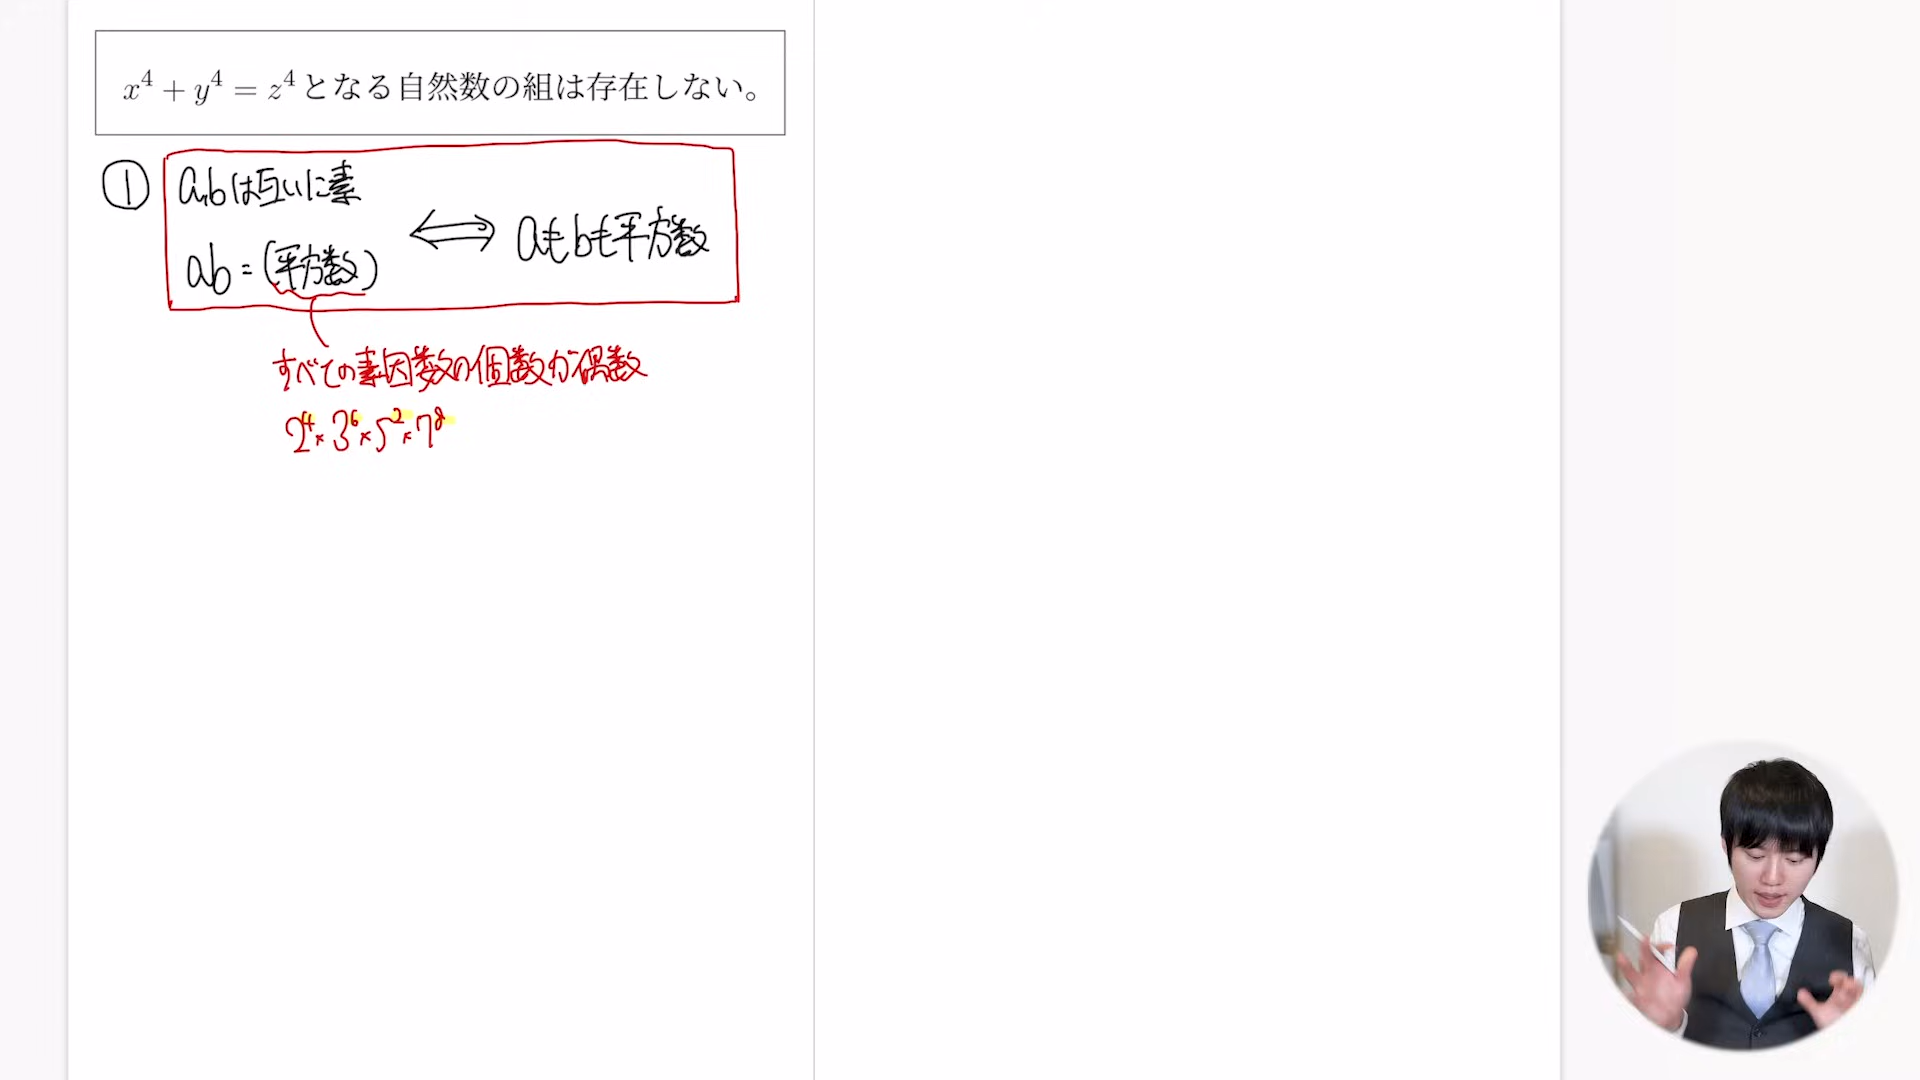 x⁴ + y⁴ = z⁴となる自然数の組は存在しない。
① a,bは互いに素
ab = (平方数) ⟺ aもbも平方数
すべての素因数の個数が偶数
2⁴×3⁶×5²×7⁸